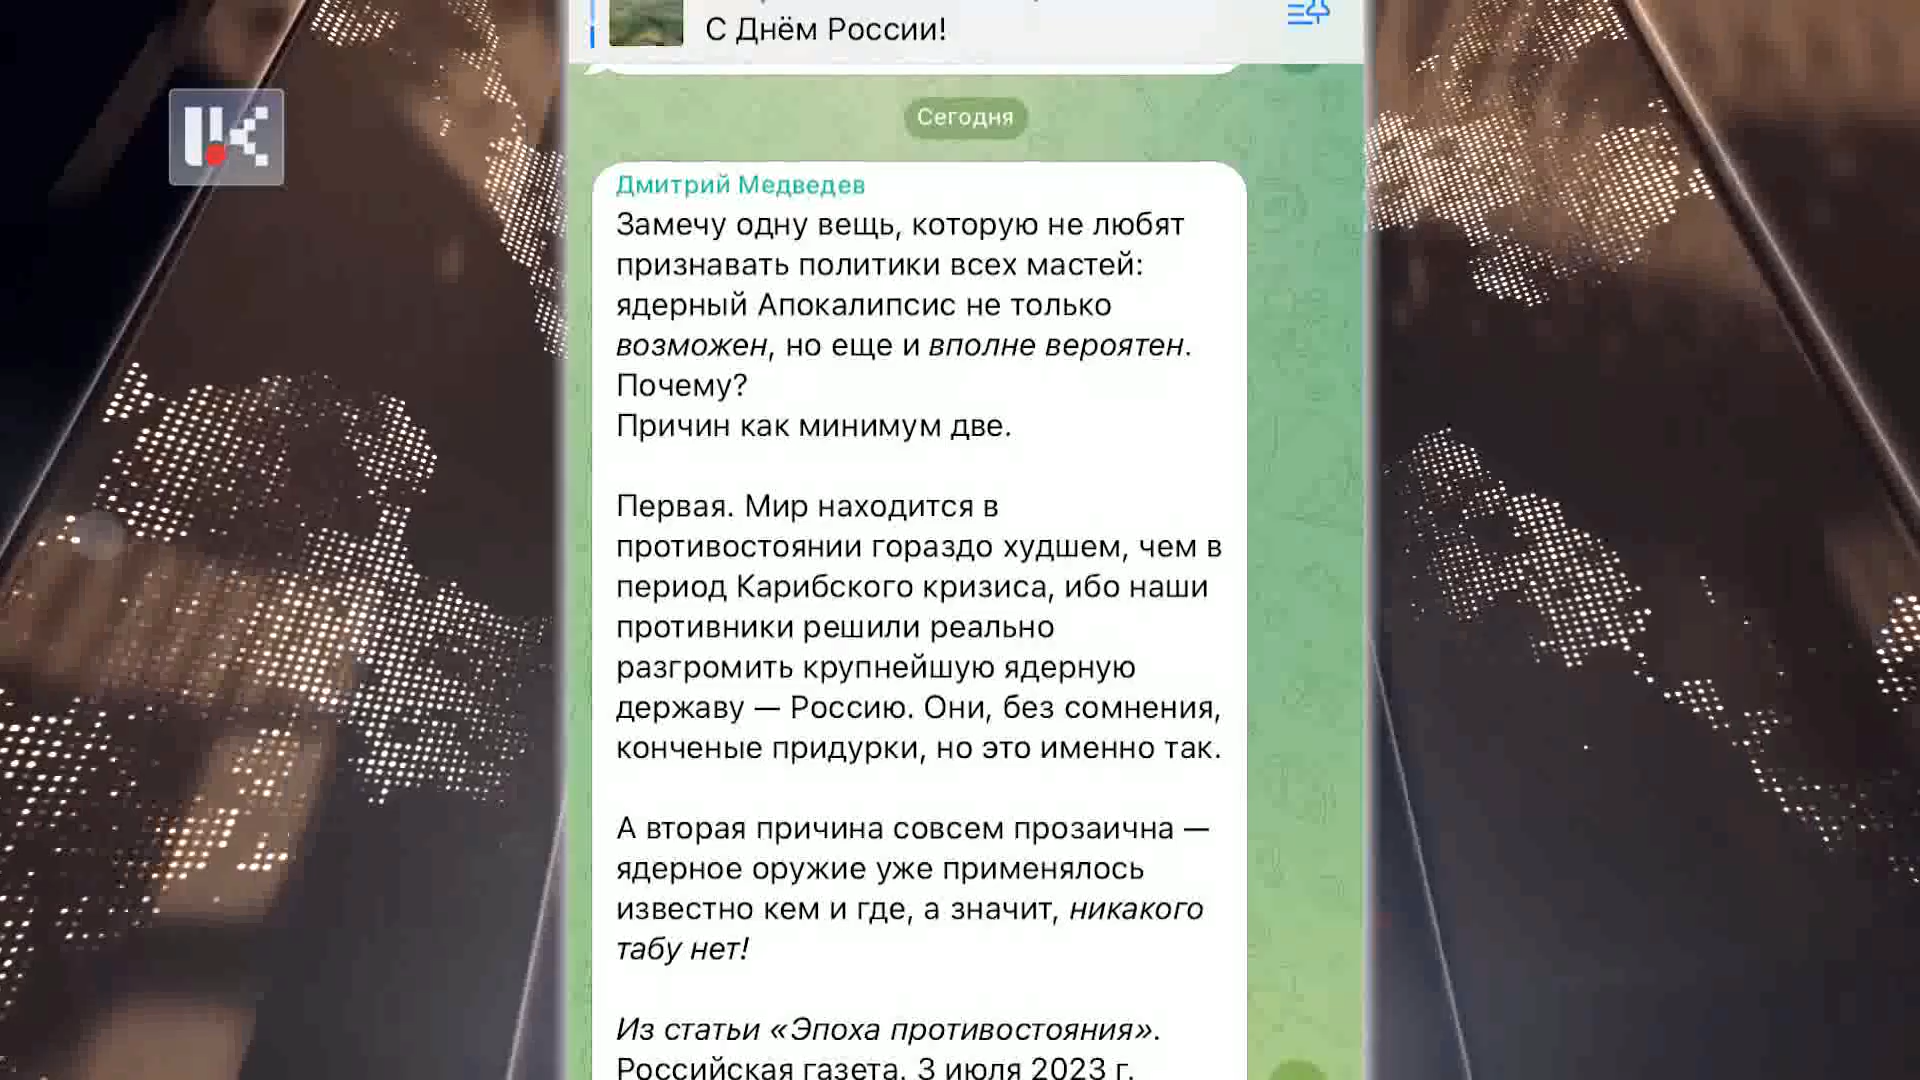 С Днём России!
Сегодня
Дмитрий Медведев
Замечу одну вещь, которую не любят
признавать политики всех мастей:
ядерный Апокалипсис не только
возможен, но еще и вполне вероятен.
Почему?
Причин как минимум две.
Первая. Мир находится в
противостоянии гораздо худшем, чем в
период Карибского кризиса, ибо наши
противники решили реально
разгромить крупнейшую ядерную
державу — Россию. Они, без сомнения,
конченые придурки, но это именно так.
А вторая причина совсем прозаична —
ядерное оружие уже применялось
известно кем и где, а значит, никакого
табу нет!
Из статьи «Эпоха противостояния».
Российская газета. 3 июля 2023 г.